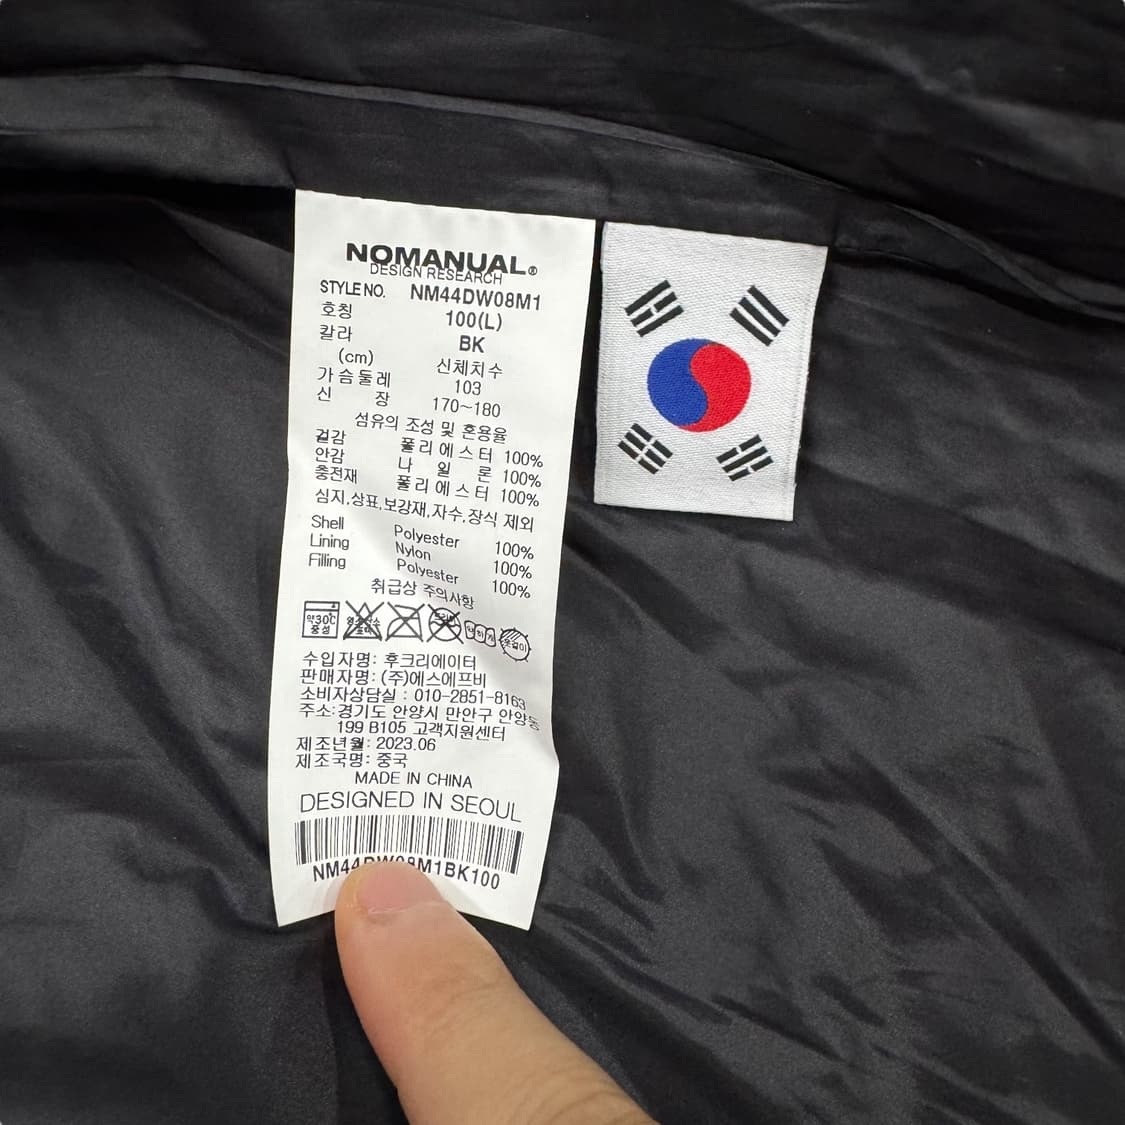 NOMANUAL®
DESIGN RESEARCH
STYLE NO. NM44DW08M1
호칭 100(L)
칼라 BK
(cm) 신체치수
가슴둘레 103
신 장 170~180
섬유의 조성 및 혼용율
겉감 폴리에스터 100%
안감 나 일 론 100%
충전재 폴리에스터 100%
심지,상표,보강재,자수,장식 제외
Shell Polyester 100%
Lining Nylon 100%
Filling Polyester 100%
취급상 주의사항
약30℃
중성
수입자명: 후크리에이터
판매자명: (주)에스에프비
소비자상담실 : 010-2851-8163
주소:경기도 안양시 만안구 안양동
199 B105 고객지원센터
제조년월: 2023.06
제조국명: 중국
MADE IN CHINA
DESIGNED IN SEOUL
NM44DW08M1BK100